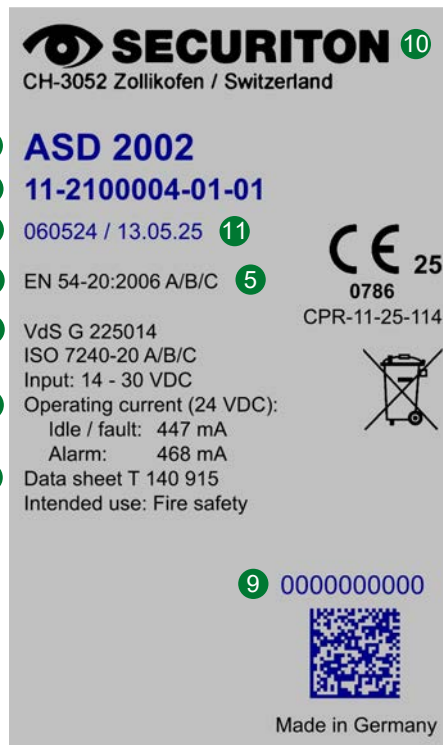 SECURITON 10
CH-3052 Zollikofen / Switzerland
ASD 2002
11-2100004-01-01
060524 / 13.05.25 11
EN 54-20:2006 A/B/C 5
CE 25
0786
CPR-11-25-114
VdS G 225014
ISO 7240-20 A/B/C
Input: 14 - 30 VDC
Operating current (24 VDC):
Idle / fault: 447 mA
Alarm: 468 mA
Data sheet T 140 915
Intended use: Fire safety
9 0000000000
Made in Germany